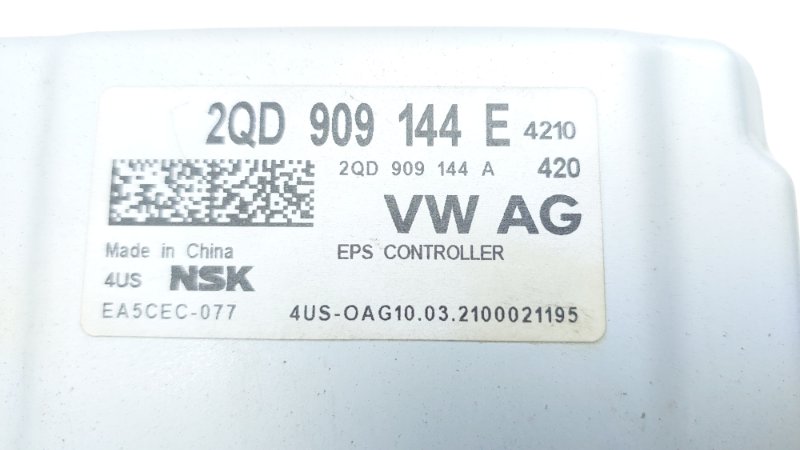 2QD 909 144 E 4210
2QD 909 144 A 420
VW AG
Made in China EPS CONTROLLER
4US NSK
EA5CEC-077 4US-OAG10.03.2100021195